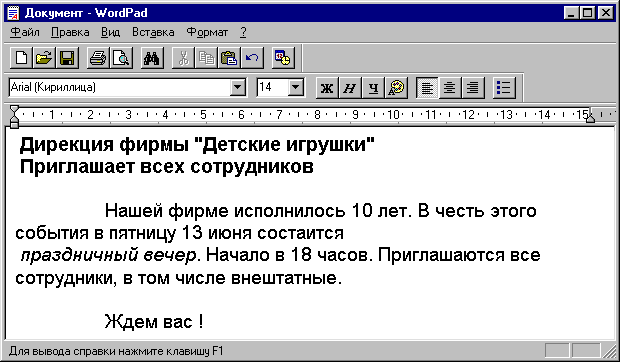 Документ - WordPad
Файл Правка Вид Вставка Формат ?
Arial (Кириллица) 14 Ж Н Ч
1 2 3 4 5 6 7 8 9 10 11 12 13 14 15
Дирекция фирмы "Детские игрушки"
Приглашает всех сотрудников
Нашей фирме исполнилось 10 лет. В честь этого
события в пятницу 13 июня состаится
праздничный вечер. Начало в 18 часов. Приглашаются все
сотрудники, в том числе внештатные.
Ждем вас !
Для вывода справки нажмите клавишу F1